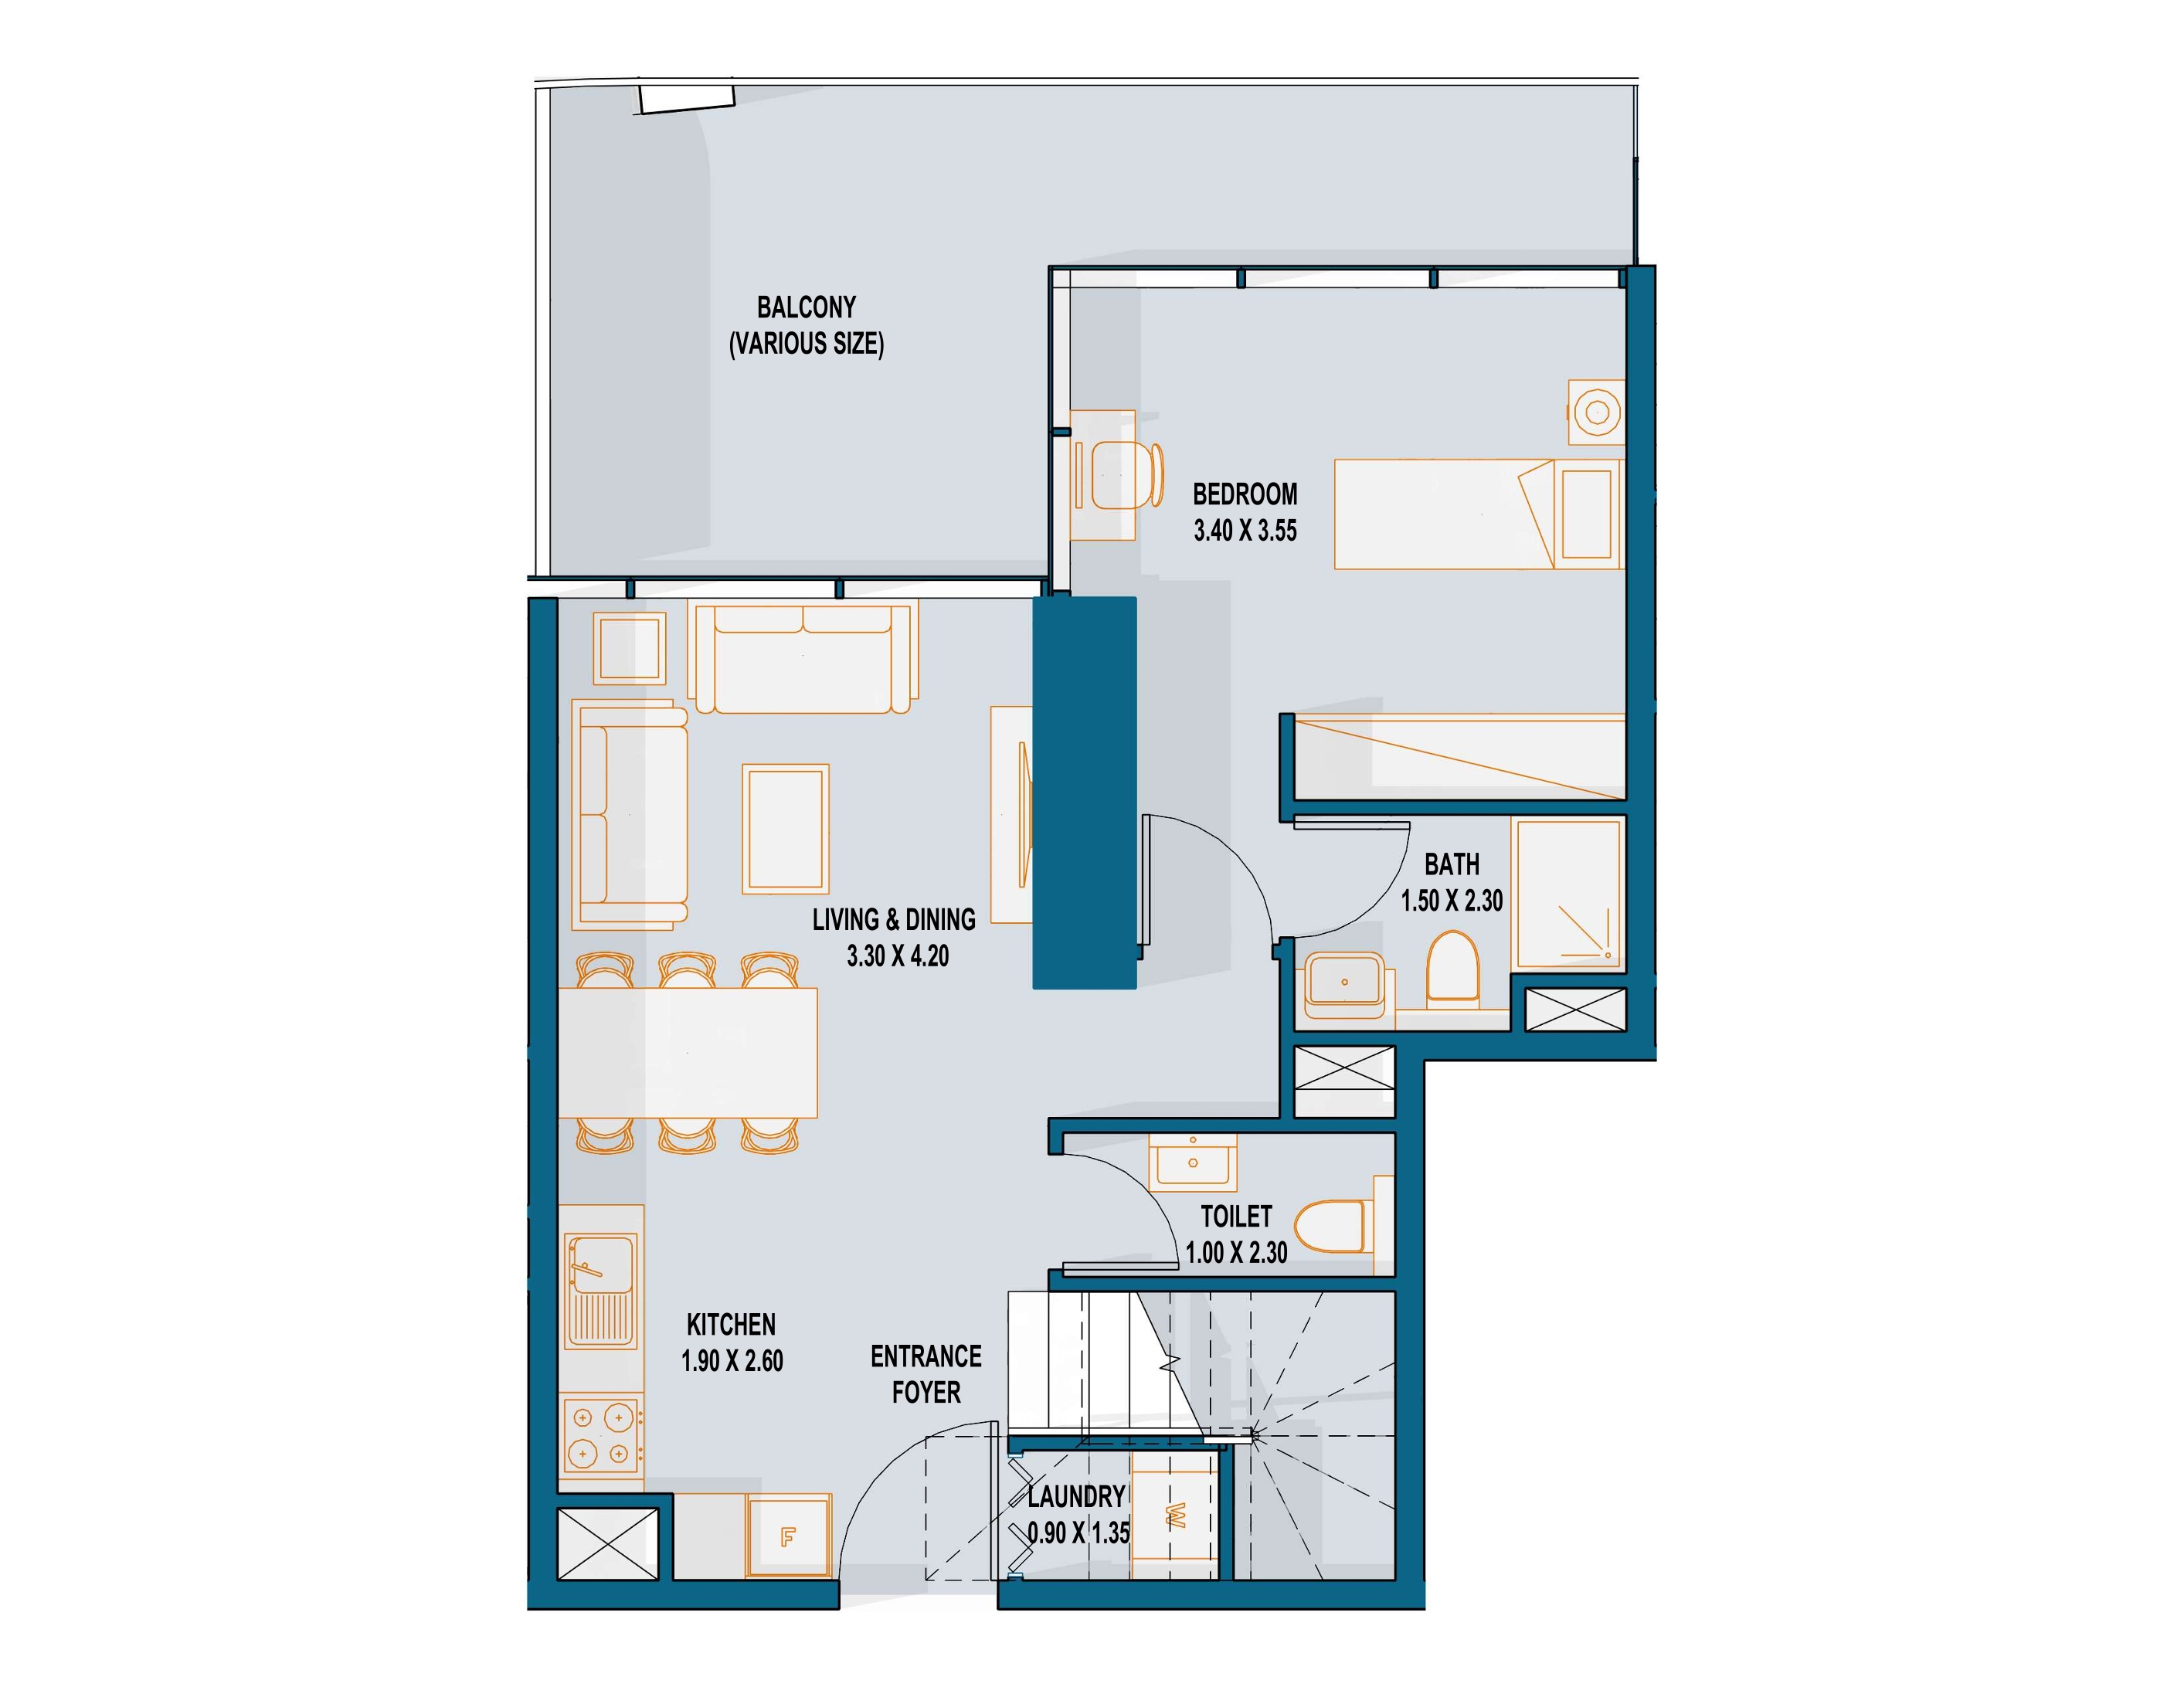 BALCONY
(VARIOUS SIZE)
BEDROOM
3.40 X 3.55
BATH
1.50 X 2.30
LIVING & DINING
3.30 X 4.20
TOILET
1.00 X 2.30
KITCHEN
1.90 X 2.60
ENTRANCE
FOYER
LAUNDRY
0.90 X 1.35
W
F